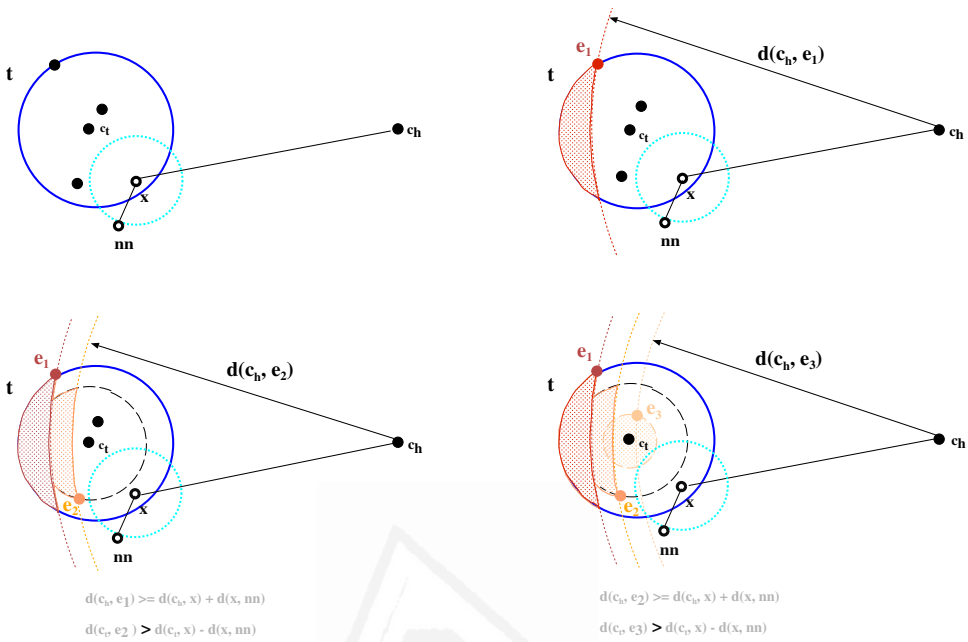 t
c_t
c_h
x
nn
e_1
d(c_h, e_1)
t
c_t
c_h
x
nn
e_1
d(c_h, e_2)
t
c_t
c_h
e_2
x
nn
e_1
d(c_h, e_3)
t
e_3
c_t
c_h
e_2
x
nn
d(c_h, e_1) >= d(c_h, x) + d(x, nn)
d(c_t, e_2 ) > d(c_t, x) - d(x, nn)
d(c_h, e_2) >= d(c_h, x) + d(x, nn)
d(c_t, e_3) > d(c_t, x) - d(x, nn)